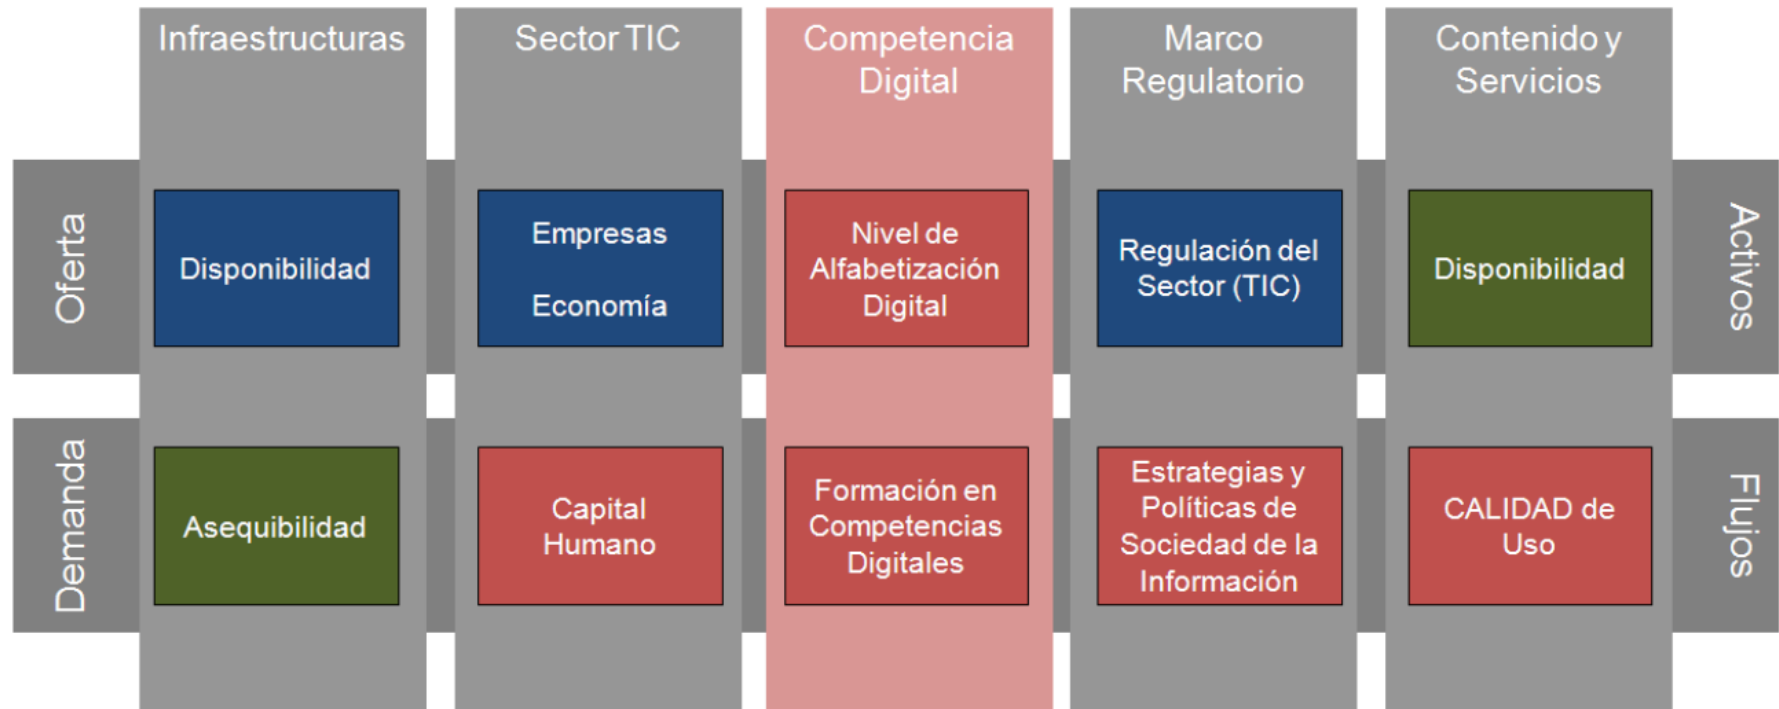 Infraestructuras
Sector TIC
Competencia
Digital
Marco
Regulatorio
Contenido y
Servicios
Oferta
Disponibilidad
Empresas
Economía
Nivel de
Alfabetización
Digital
Regulación del
Sector (TIC)
Disponibilidad
Activos
Demanda
Asequibilidad
Capital
Humano
Formación en
Competencias
Digitales
Estrategias y
Políticas de
Sociedad de la
Información
CALIDAD de
Uso
Flujos